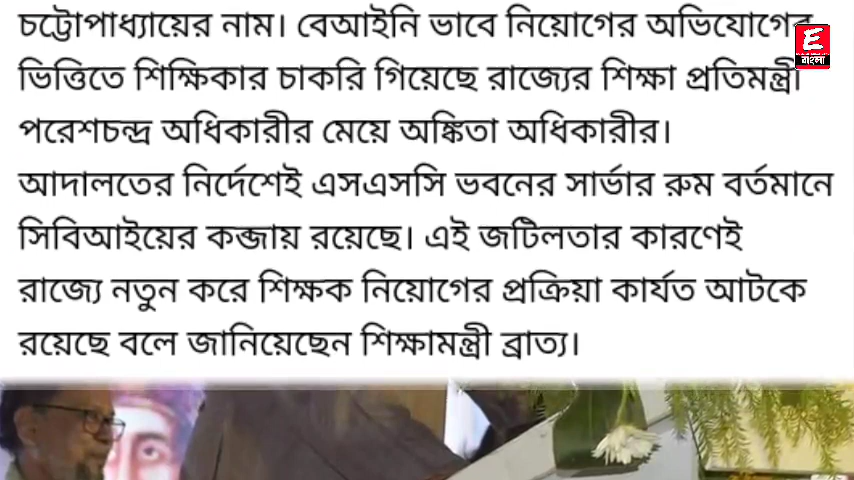 চট্টোপাধ্যায়ের নাম। বেআইনি ভাবে নিয়োগের অভিযোগের
ভিত্তিতে শিক্ষিকার চাকরি গিয়েছে রাজ্যের শিক্ষা প্রতিমন্ত্রী
পরেশচন্দ্র অধিকারীর মেয়ে অঙ্কিতা অধিকারীর।
আদালতের নির্দেশেই এসএসসি ভবনের সার্ভার রুম বর্তমানে
সিবিআইয়ের কব্জায় রয়েছে। এই জটিলতার কারণেই
রাজ্যে নতুন করে শিক্ষক নিয়োগের প্রক্রিয়া কার্যত আটকে
রয়েছে বলে জানিয়েছেন শিক্ষামন্ত্রী ব্রাত্য।
E
বাংলা